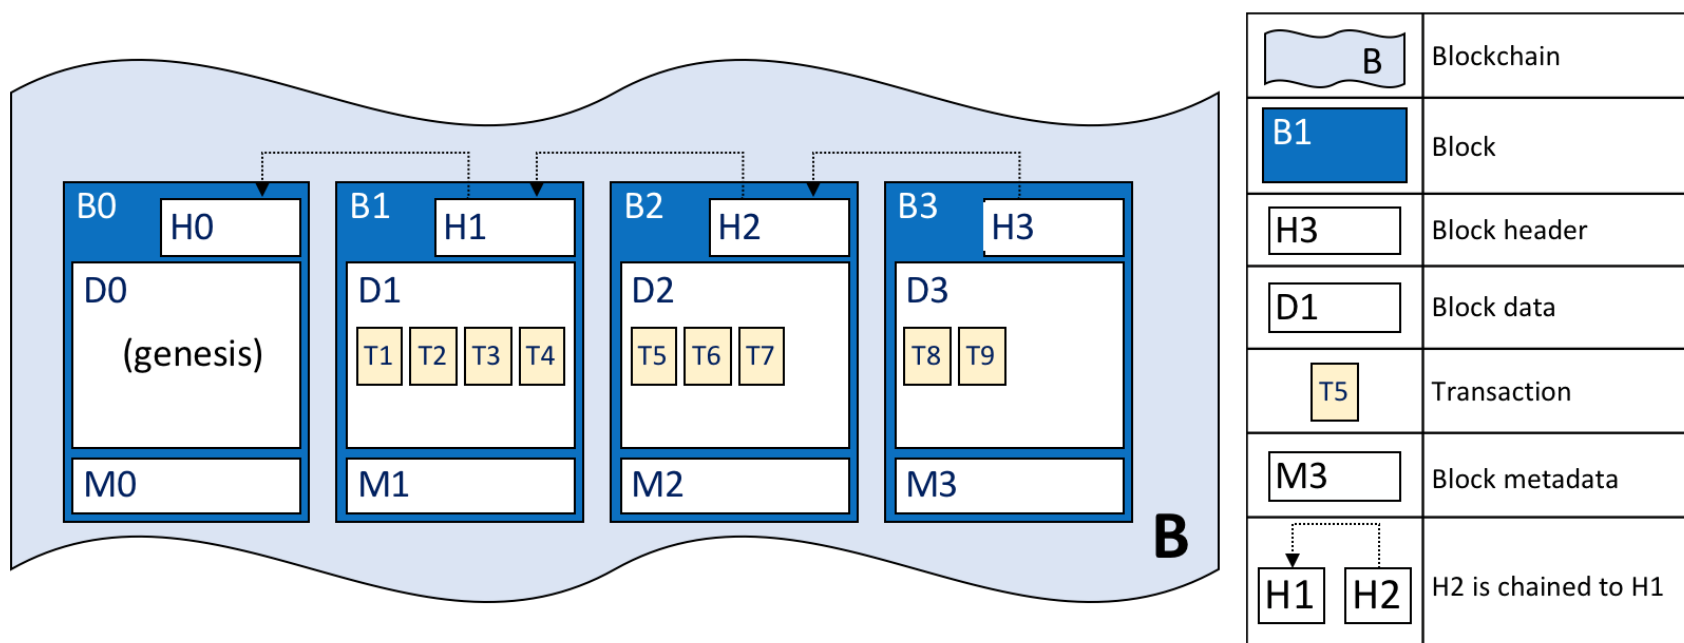 B0
H0
D0
(genesis)
M0
B1
H1
D1
T1 T2 T3 T4
M1
B2
H2
D2
T5 T6 T7
M2
B3
H3
D3
T8 T9
M3
B
B
Blockchain
B1
Block
H3
Block header
D1
Block data
T5
Transaction
M3
Block metadata
H1 H2
H2 is chained to H1